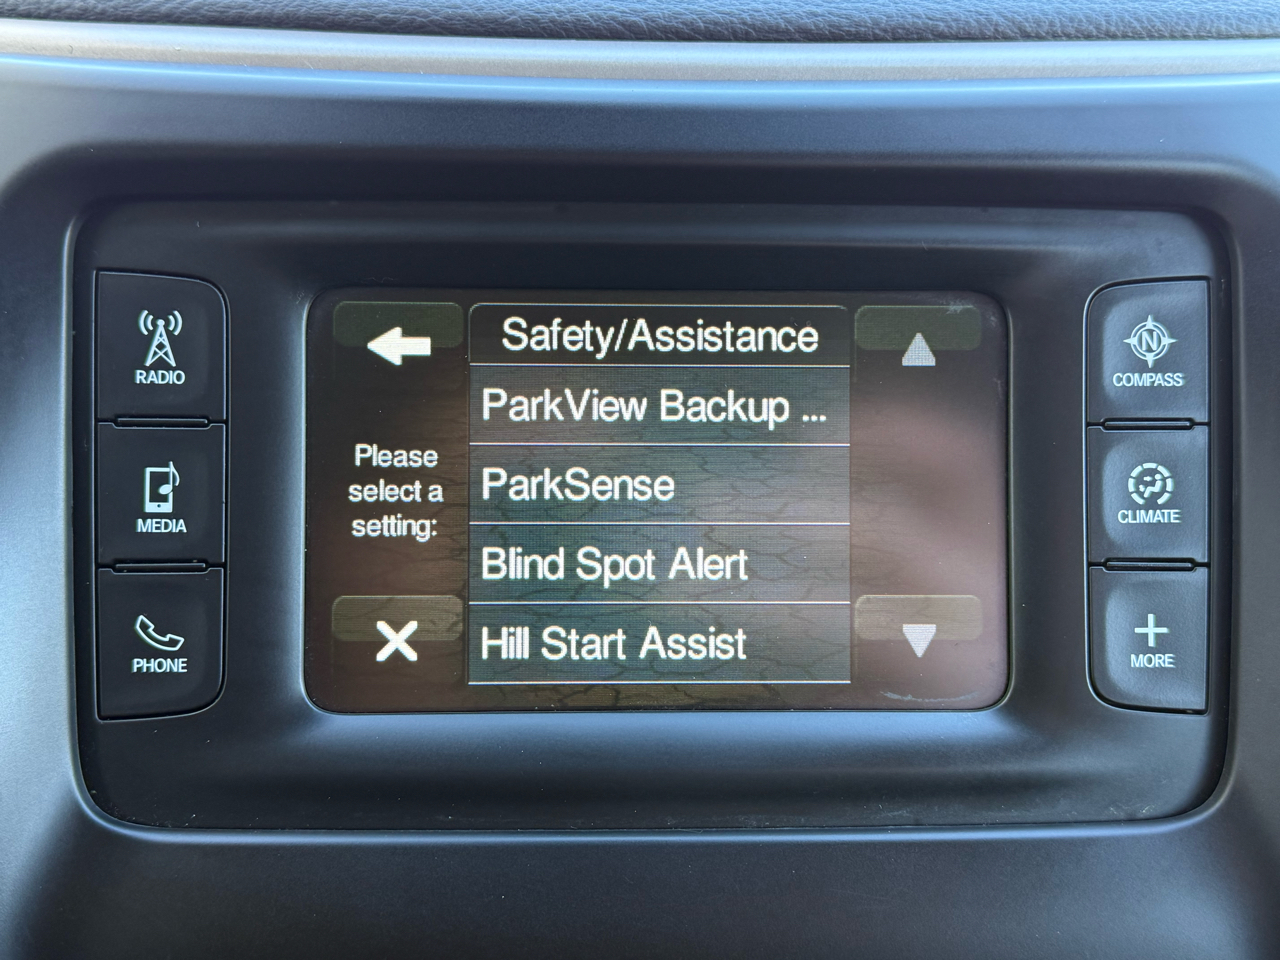 Safety/Assistance
ParkView Backup ...
ParkSense
Blind Spot Alert
Hill Start Assist
Please
select a
setting:
RADIO
MEDIA
PHONE
N
COMPASS
CLIMATE
MORE